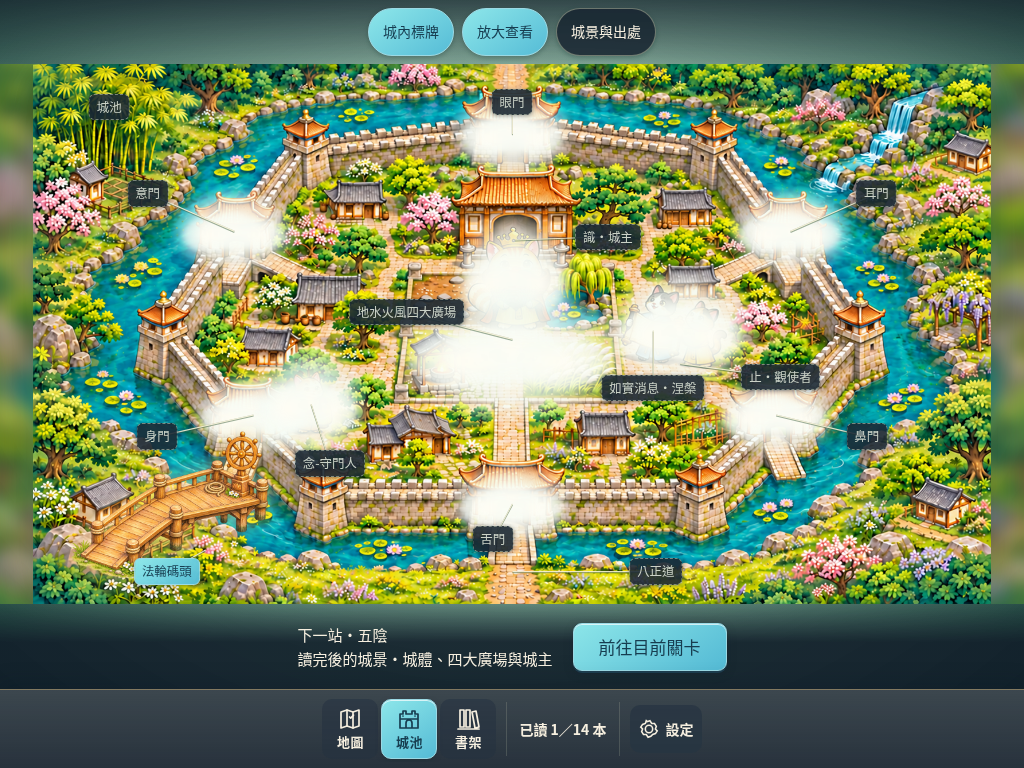 城內標牌
放大查看
城景與出處
城池
眼門
意門
耳門
識・城主
地水火風四大廣場
止・觀使者
如實消息・涅槃
身門
鼻門
念-守門人
舌門
法輪碼頭
八正道
下一站・五陰
讀完後的城景・城體、四大廣場與城主
前往目前關卡
地圖
城池
書架
已讀 1／14 本
設定